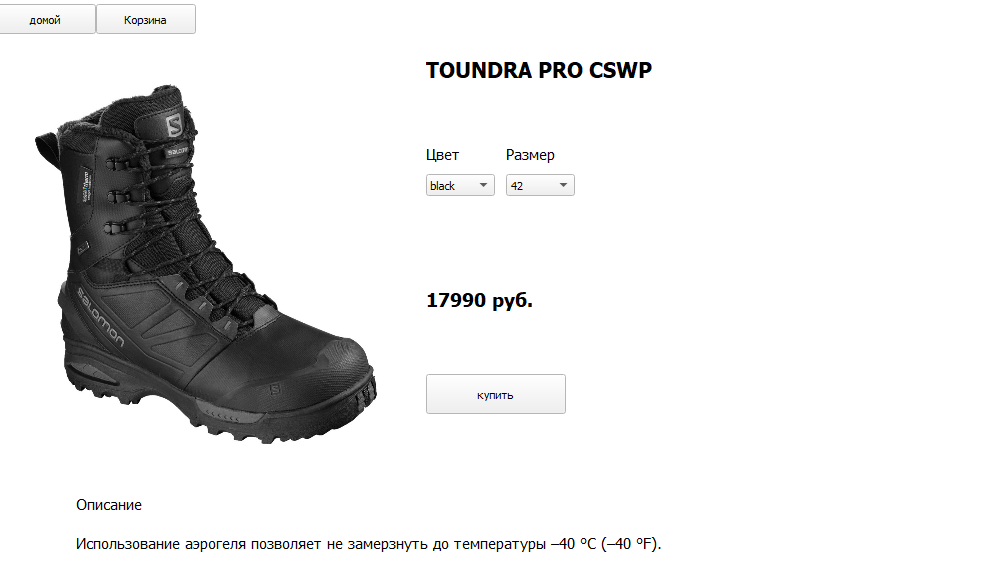 домой
Корзина
TOUNDRA PRO CSWP
Цвет
Размер
black
42
17990 руб.
купить
SALOMON
Описание
Использование аэрогеля позволяет не замерзнуть до температуры –40 °C (–40 °F).